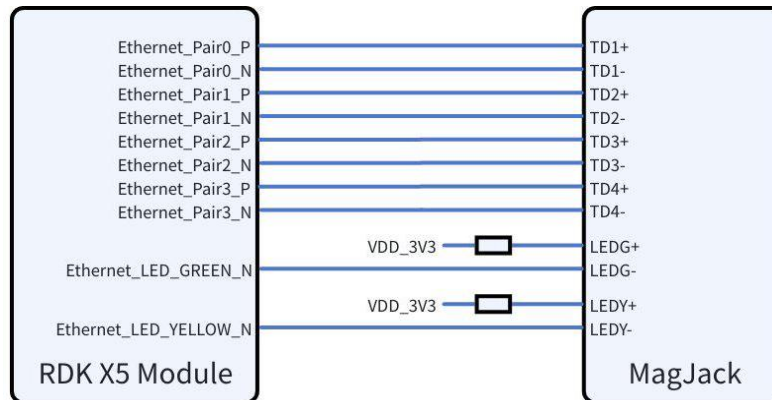 Ethernet_Pair0_P TD1+
Ethernet_Pair0_N TD1-
Ethernet_Pair1_P TD2+
Ethernet_Pair1_N TD2-
Ethernet_Pair2_P TD3+
Ethernet_Pair2_N TD3-
Ethernet_Pair3_P TD4+
Ethernet_Pair3_N TD4-
VDD_3V3 LEDG+
Ethernet_LED_GREEN_N LEDG-
VDD_3V3 LEDY+
Ethernet_LED_YELLOW_N LEDY-
RDK X5 Module MagJack